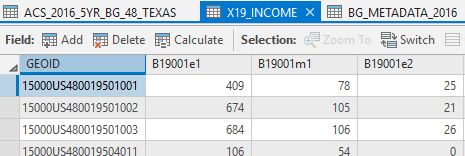 ACS_2016_5YR_BG_48_TEXAS X19_INCOME BG_METADATA_2016
Field: Add Delete Calculate Selection: Zoom To Switch
GEOID B19001e1 B19001m1 B19001e2
15000US480019501001 409 78 25
15000US480019501002 674 105 21
15000US480019501003 684 106 26
15000US480019504011 106 54 0